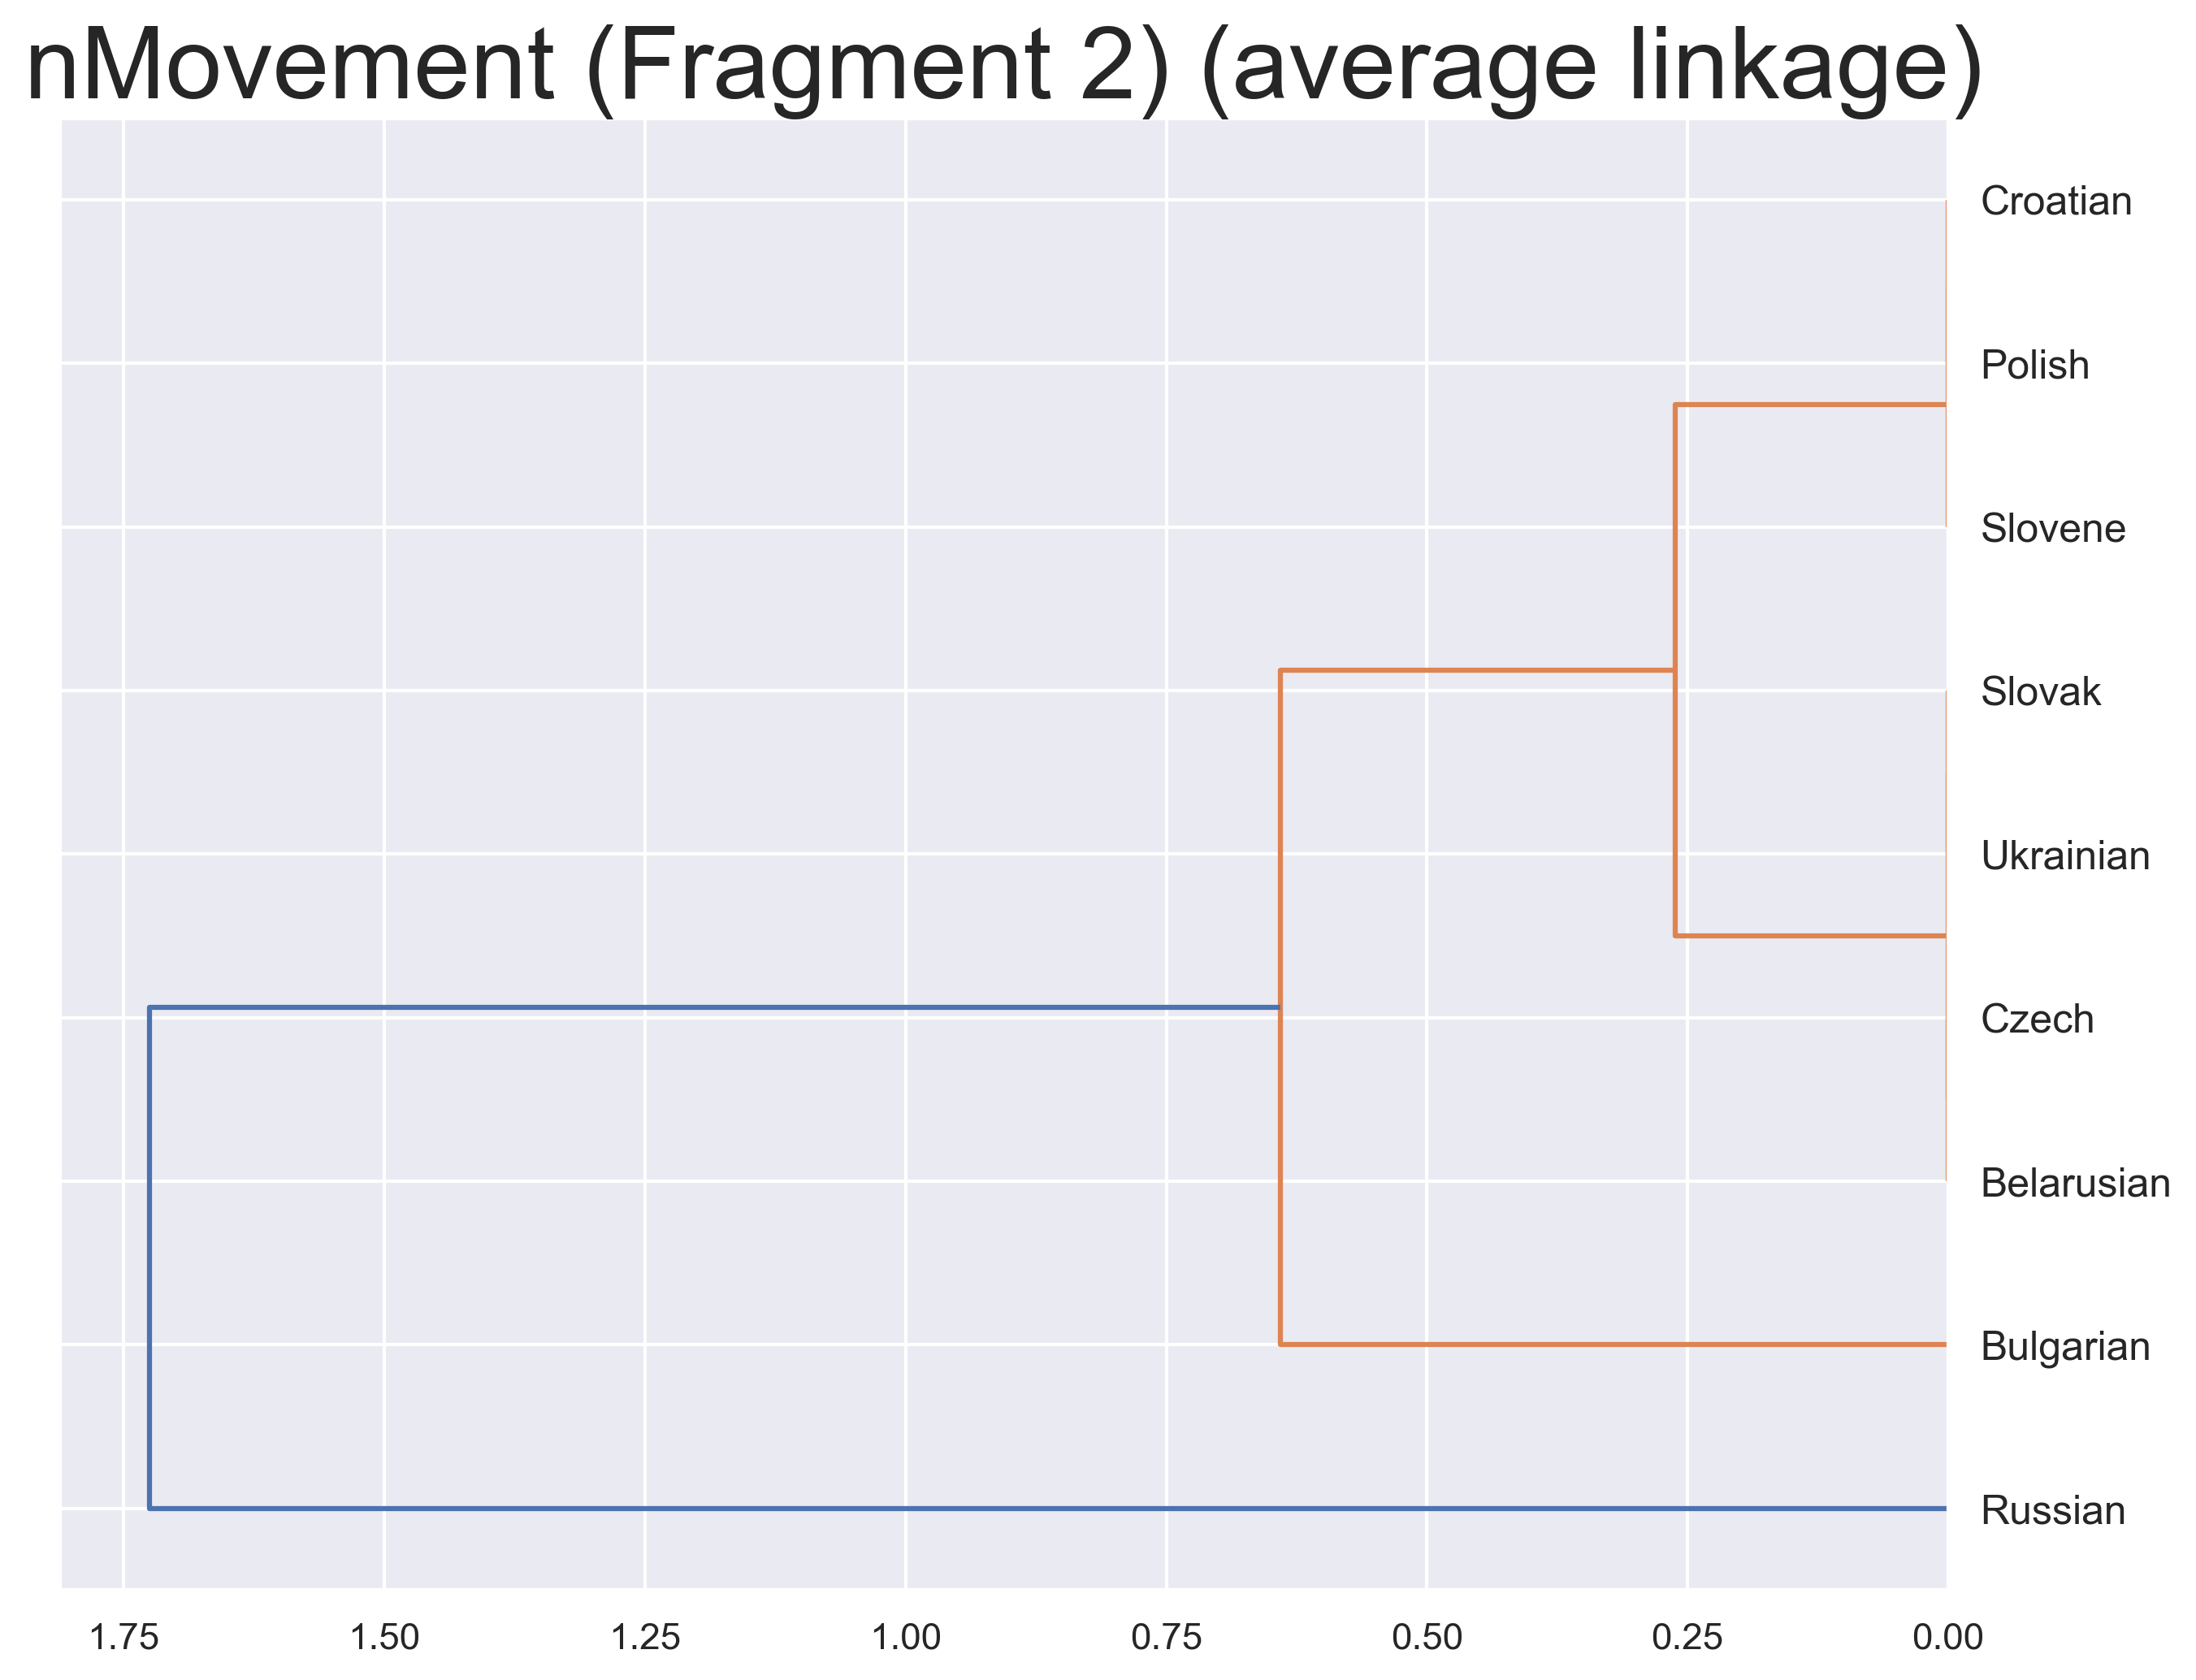 nMovement (Fragment 2) (average linkage)
Croatian
Polish
Slovene
Slovak
Ukrainian
Czech
Belarusian
Bulgarian
Russian
1.75 1.50 1.25 1.00 0.75 0.50 0.25 0.00